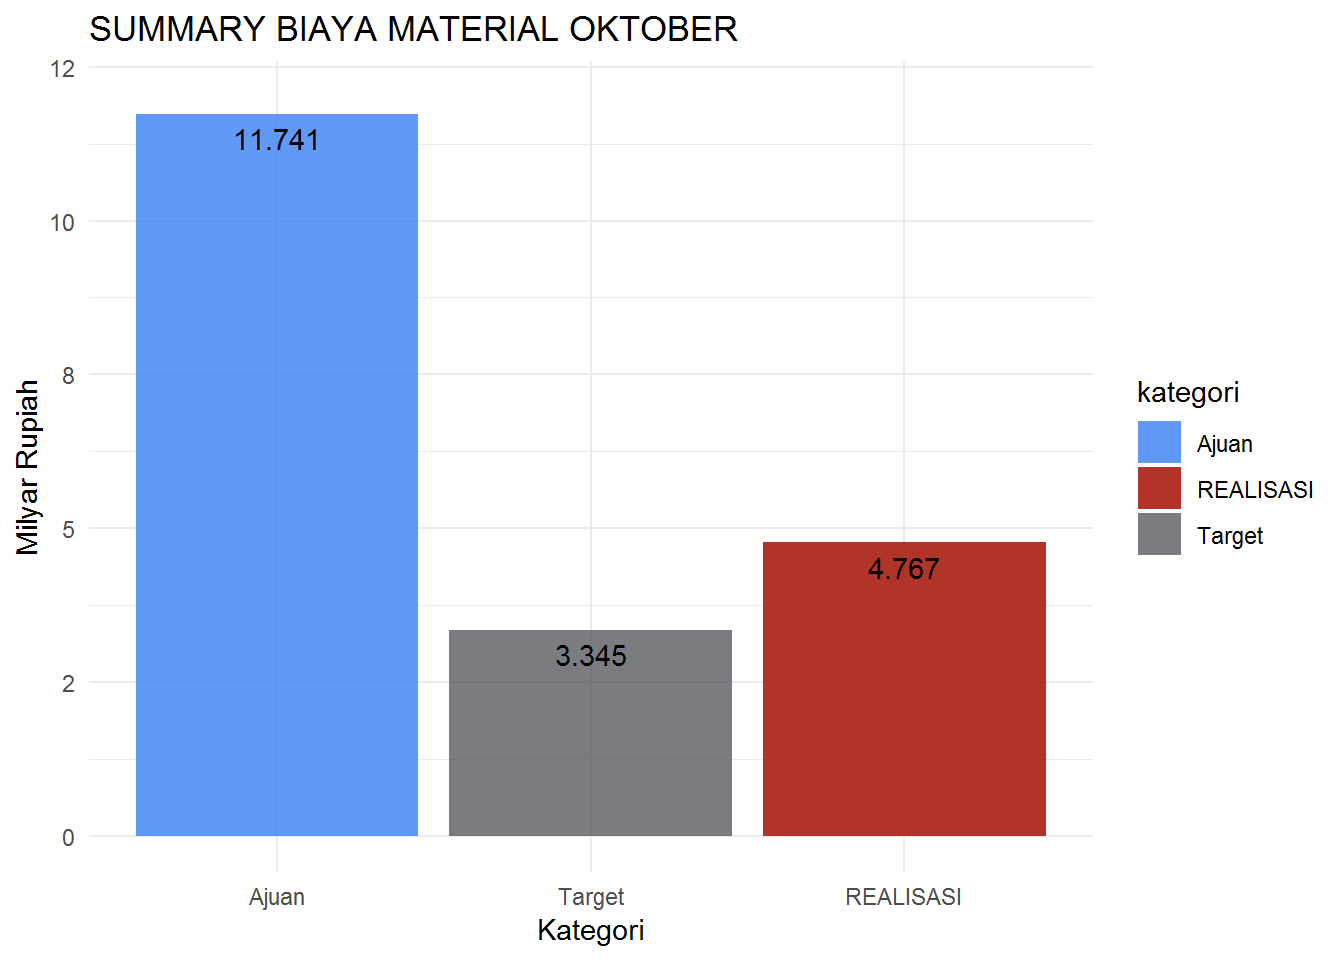 SUMMARY BIAYA MATERIAL OKTOBER
Milyar Rupiah
12
10
8
5
2
0
11.741
3.345
4.767
Ajuan
Target
REALISASI
Kategori
kategori
Ajuan
REALISASI
Target